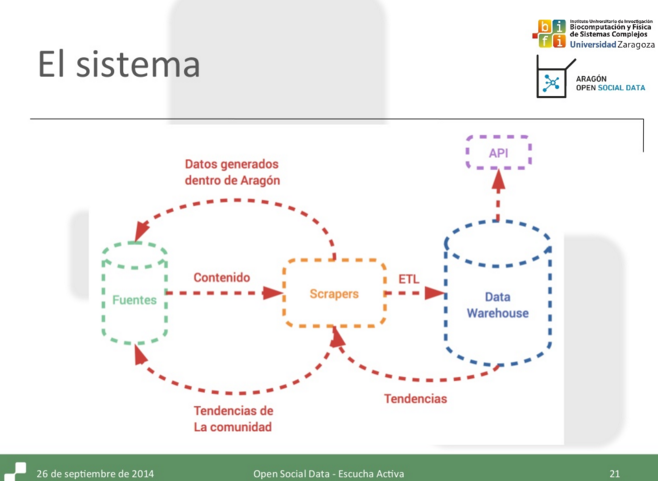 Instituto Universitario de Investigación
Biocomputación y Física
de Sistemas Complejos
Universidad Zaragoza
bifi
El sistema
ARAGÓN
OPEN SOCIAL DATA
API
Datos generados
dentro de Aragón
Contenido
ETL
Fuentes
Scrapers
Data
Warehouse
Tendencias
Tendencias de
La comunidad
26 de septiembre de 2014
Open Social Data - Escucha Activa
21